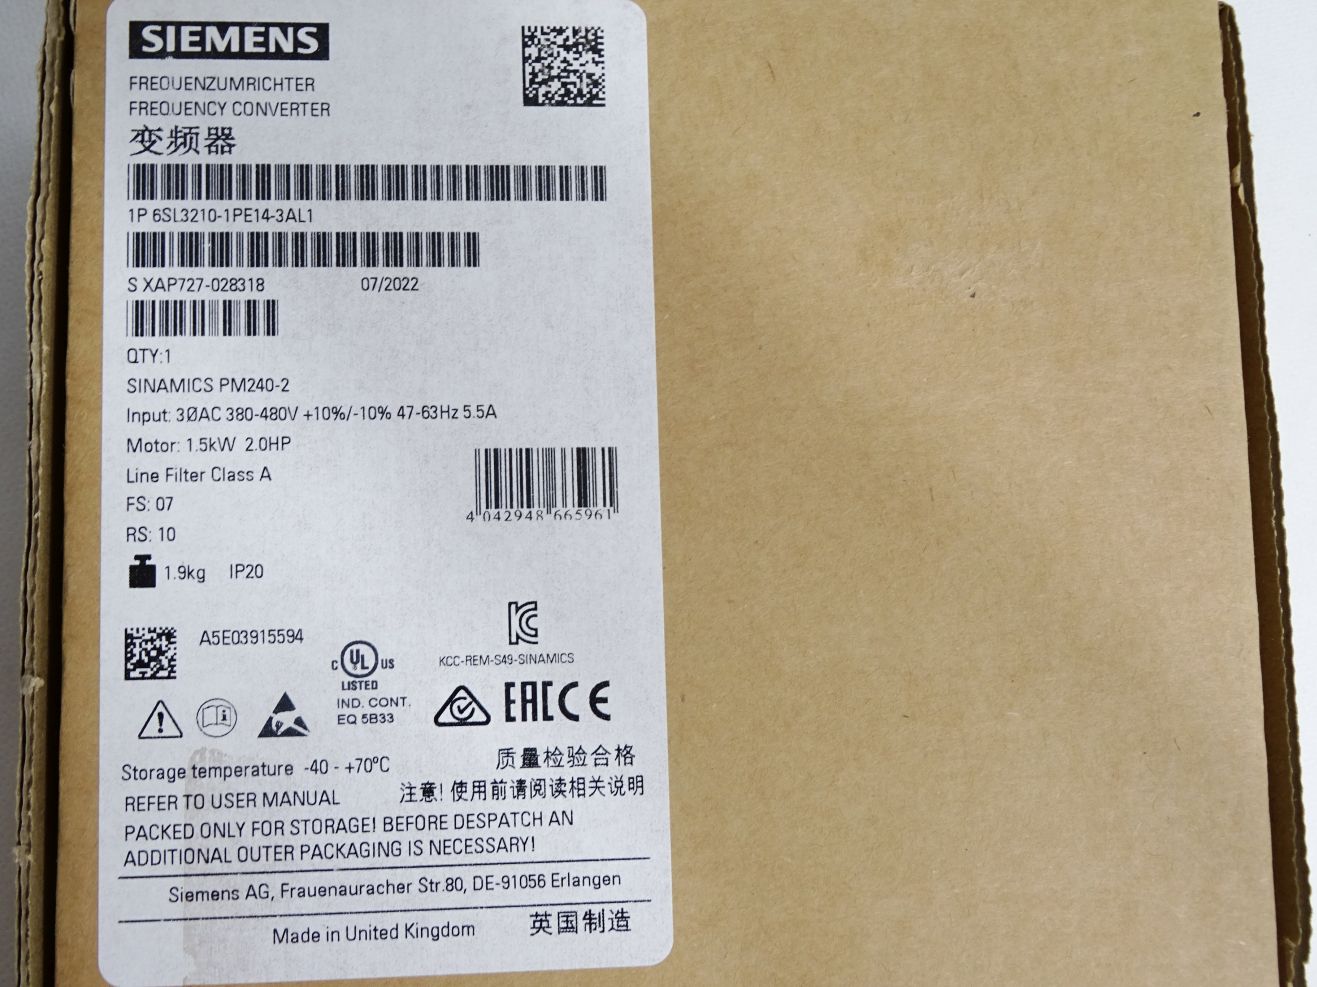 SIEMENS
FREQUENZUMRICHTER
FREQUENCY CONVERTER
变频器
1P 6SL3210-1PE14-3AL1
S XAP727-028318 07/2022
QTY:1
SINAMICS PM240-2
Input: 3ØAC 380-480V +10%/-10% 47-63Hz 5.5A
Motor: 1.5kW 2.0HP
Line Filter Class A
FS: 07
4 042948 665961
RS: 10
1.9kg IP20
A5E03915594
C UL US
LISTED
IND. CONT.
EQ 5B33
KC
KCC-REM-S49-SINAMICS
EAC CE
Storage temperature -40 - +70°C
质量检验合格
REFER TO USER MANUAL
注意! 使用前请阅读相关说明
PACKED ONLY FOR STORAGE! BEFORE DESPATCH AN
ADDITIONAL OUTER PACKAGING IS NECESSARY!
Siemens AG, Frauenauracher Str.80, DE-91056 Erlangen
Made in United Kingdom 英国制造